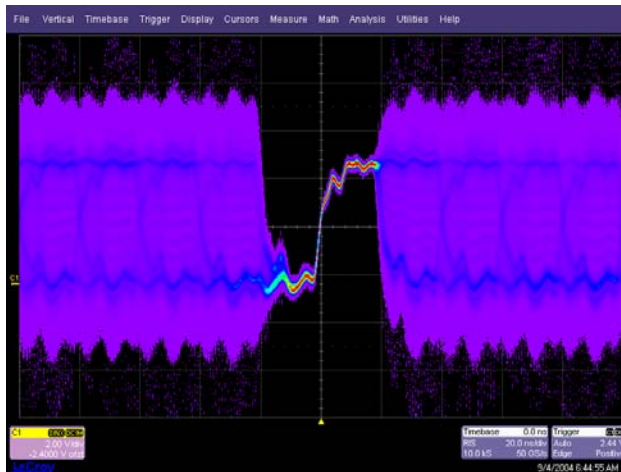 File Vertical Timebase Trigger Display Cursors Measure Math Analysis Utilities Help
C1
C1
2.00 V/div
-2.4000 V ofst
Timebase 0.0 ns
RIS 20.0 ns/div
10.0 kS 50 GS/s
Trigger
Auto 2.44 V
Edge Positive
LeCroy
9/4/2004 6:44:55 AM